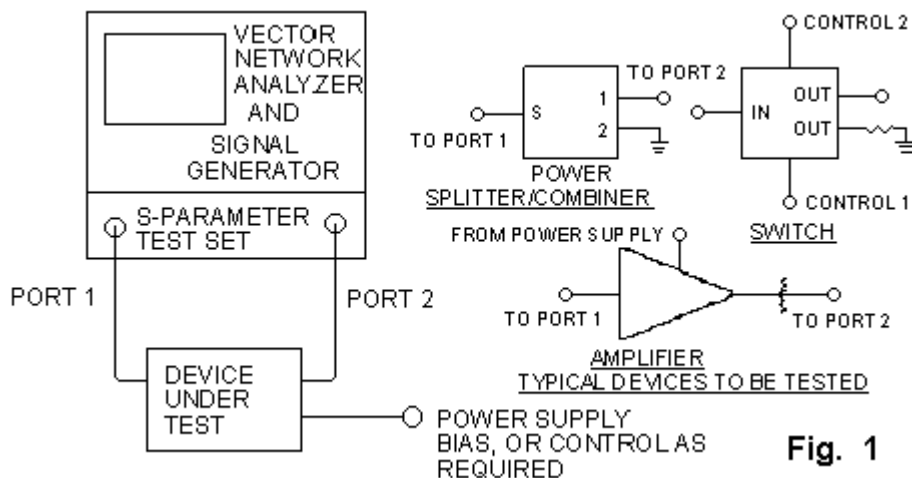 VECTOR
NETWORK
ANALYZER
AND
SIGNAL
GENERATOR
S-PARAMETER
TEST SET
PORT 1
PORT 2
DEVICE
UNDER
TEST
POWER SUPPLY
BIAS, OR CONTROL AS
REQUIRED
TO PORT 1
S
1
2
TO PORT 2
POWER
SPLITTER/COMBINER
CONTROL 2
IN
OUT
OUT
CONTROL 1
SWITCH
FROM POWER SUPPLY
TO PORT 1
TO PORT 2
AMPLIFIER
TYPICAL DEVICES TO BE TESTED
Fig. 1